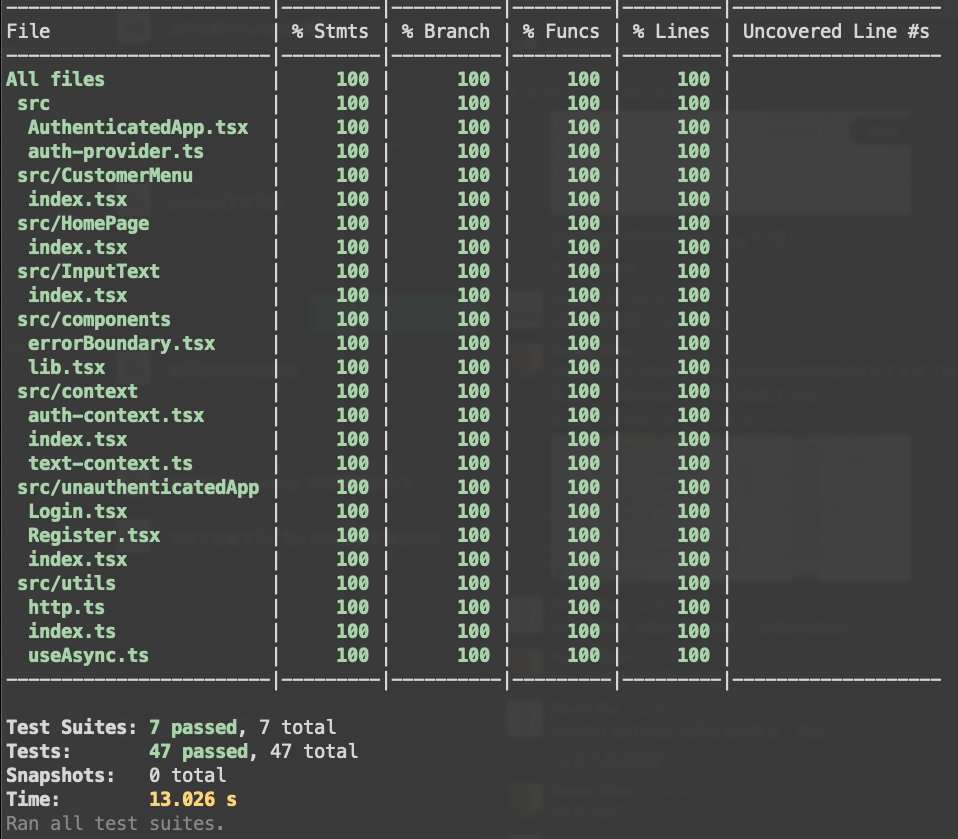 File | % Stmts | % Branch | % Funcs | % Lines | Uncovered Line #s
All files | 100 | 100 | 100 | 100 |
src | 100 | 100 | 100 | 100 |
AuthenticatedApp.tsx | 100 | 100 | 100 | 100 |
auth-provider.ts | 100 | 100 | 100 | 100 |
src/CustomerMenu | 100 | 100 | 100 | 100 |
index.tsx | 100 | 100 | 100 | 100 |
src/HomePage | 100 | 100 | 100 | 100 |
index.tsx | 100 | 100 | 100 | 100 |
src/InputText | 100 | 100 | 100 | 100 |
index.tsx | 100 | 100 | 100 | 100 |
src/components | 100 | 100 | 100 | 100 |
errorBoundary.tsx | 100 | 100 | 100 | 100 |
lib.tsx | 100 | 100 | 100 | 100 |
src/context | 100 | 100 | 100 | 100 |
auth-context.tsx | 100 | 100 | 100 | 100 |
index.tsx | 100 | 100 | 100 | 100 |
text-context.ts | 100 | 100 | 100 | 100 |
src/unauthenticatedApp | 100 | 100 | 100 | 100 |
Login.tsx | 100 | 100 | 100 | 100 |
Register.tsx | 100 | 100 | 100 | 100 |
index.tsx | 100 | 100 | 100 | 100 |
src/utils | 100 | 100 | 100 | 100 |
http.ts | 100 | 100 | 100 | 100 |
index.ts | 100 | 100 | 100 | 100 |
useAsync.ts | 100 | 100 | 100 | 100 |
Test Suites: 7 passed, 7 total
Tests: 47 passed, 47 total
Snapshots: 0 total
Time: 13.026 s
Ran all test suites.